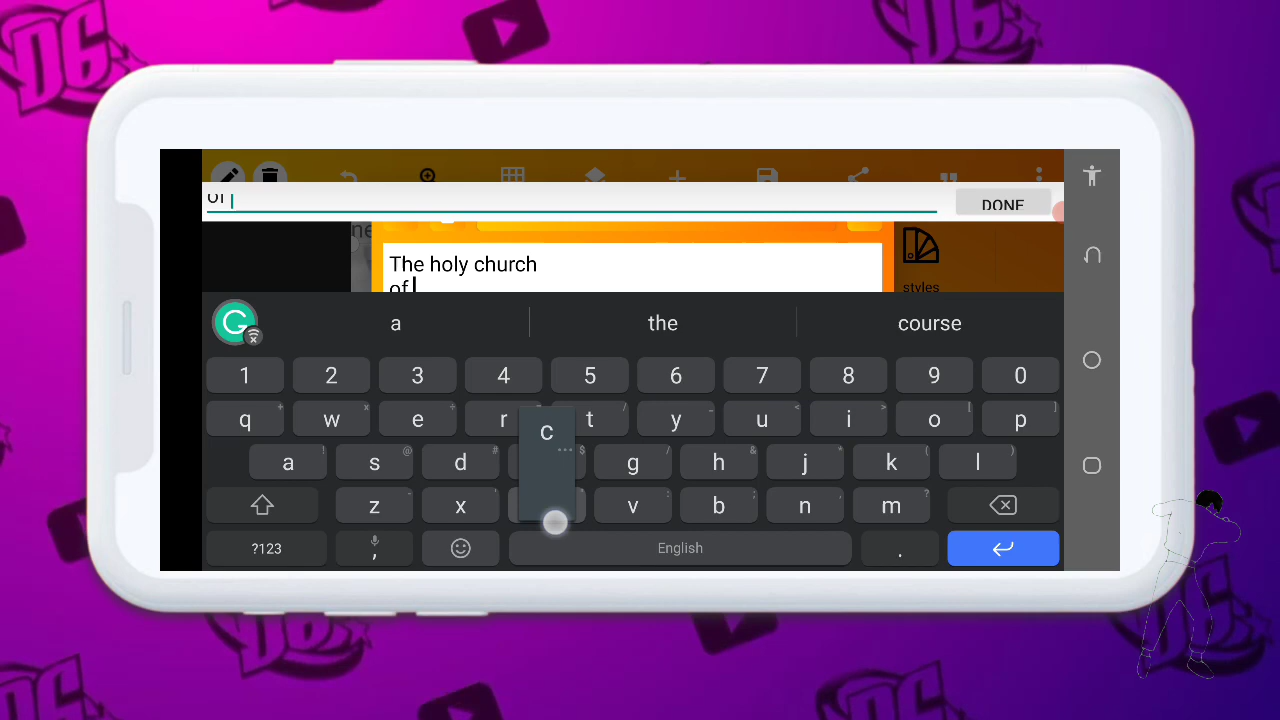 of
DONE
ne
The holy church
of
styles
a the course
1 2 3 4 5 6 7 8 9 0
q w e r t y u i o p
a s d g h j k l
c
z x v b n m
?123 , English .